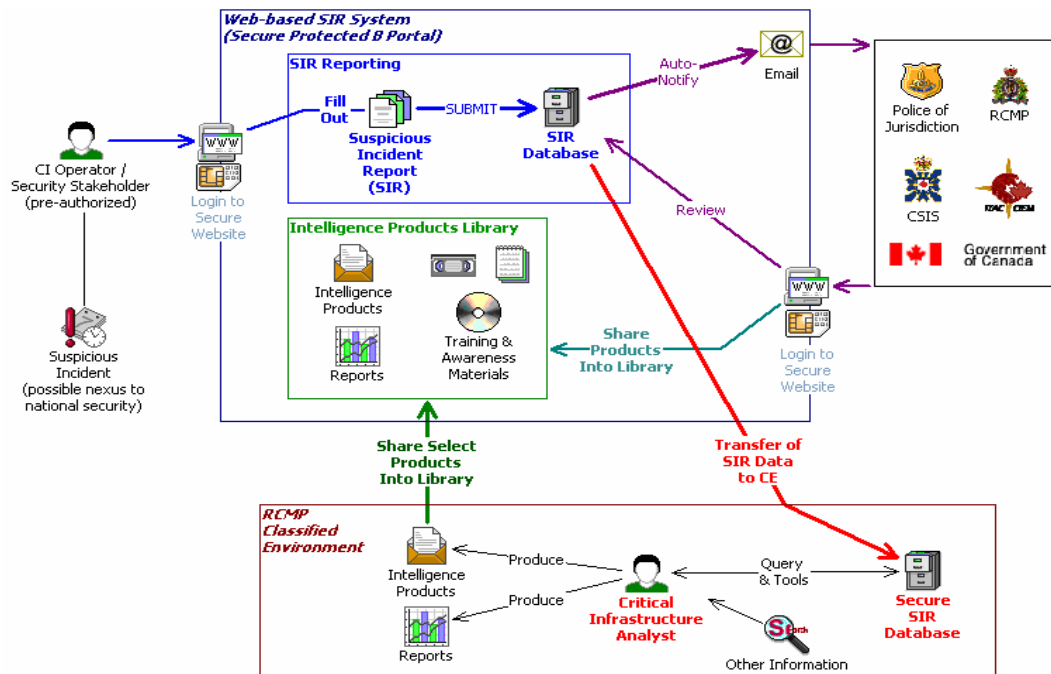 Web-based SIR System
(Secure Protected B Portal)
SIR Reporting
Fill
Out
SUBMIT
Suspicious
Incident
Report
(SIR)
SIR
Database
Auto-
Notify
@
Email
Police of
Jurisdiction
RCMP
CSIS
Government
of Canada
CI Operator /
Security Stakeholder
(pre-authorized)
WWW
Login to
Secure
Website
Review
Intelligence Products Library
Intelligence
Products
Reports
Training &
Awareness
Materials
Share
Products
Into Library
WWW
Login to
Secure
Website
Suspicious
Incident
(possible nexus to
national security)
Share Select
Products
Into Library
Transfer of
SIR Data
to CE
RCMP
Classified
Environment
Intelligence
Products
Produce
Produce
Reports
Critical
Infrastructure
Analyst
Query
& Tools
Secure
SIR
Database
Other Information